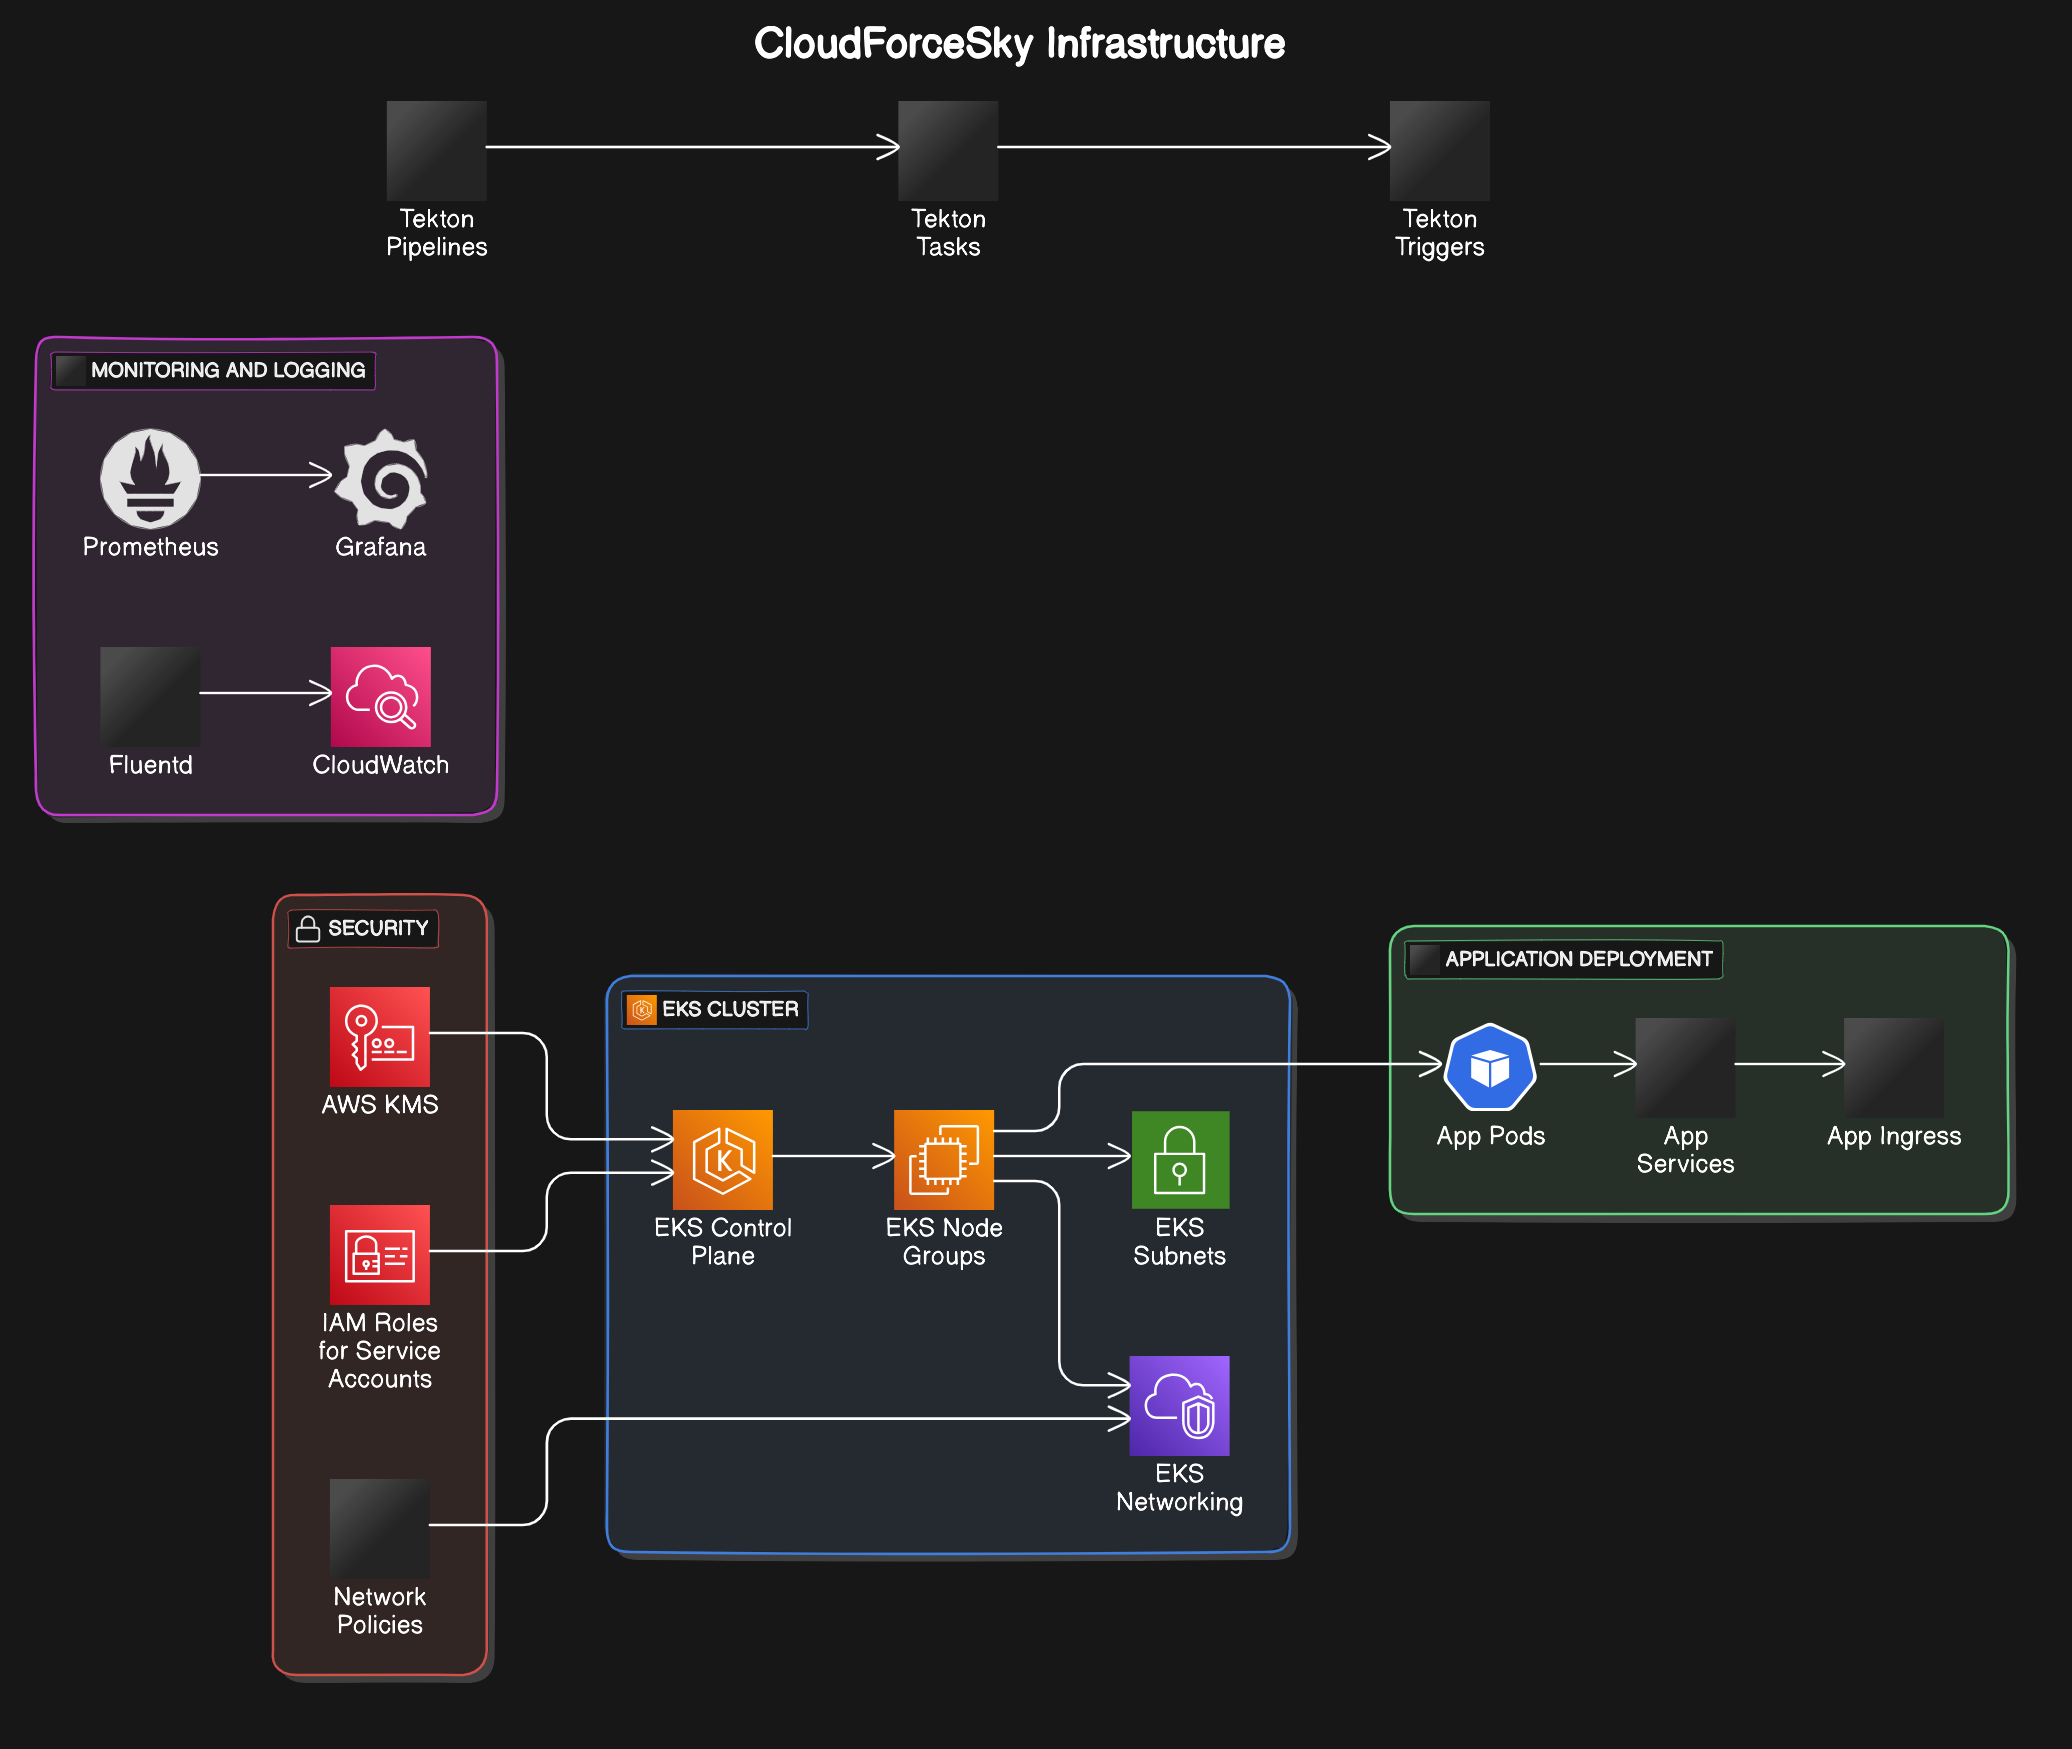 CloudForceSky Infrastructure
Tekton
Pipelines
Tekton
Tasks
Tekton
Triggers
MONITORING AND LOGGING
Prometheus
Grafana
Fluentd
CloudWatch
SECURITY
AWS KMS
IAM Roles
for Service
Accounts
Network
Policies
EKS CLUSTER
K
EKS Control
Plane
EKS Node
Groups
EKS
Subnets
EKS
Networking
APPLICATION DEPLOYMENT
App Pods
App
Services
App Ingress